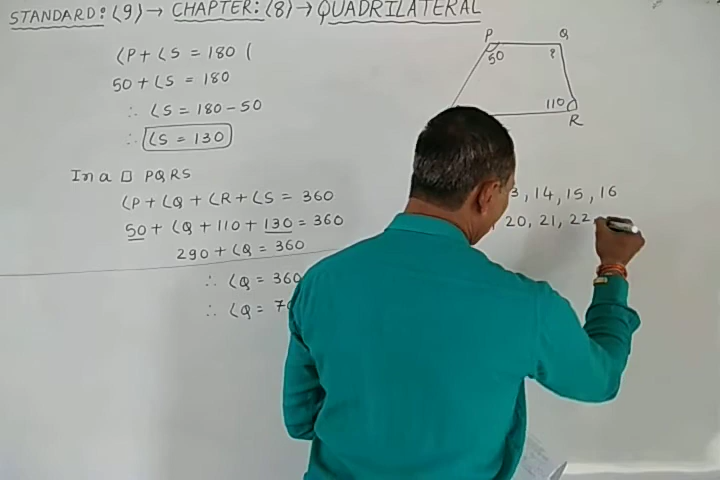 STANDARD: (9) → CHAPTER: (8) → QUADRILATERAL
∠P + ∠S = 180 (
50 + ∠S = 180
∴ ∠S = 180 - 50
∴ ∠S = 130
In a □ PQRS
∠P + ∠Q + ∠R + ∠S = 360
50 + ∠Q + 110 + 130 = 360
290 + ∠Q = 360
∴ ∠Q = 360
∴ ∠Q = 7
P Q
50 ?
110
R
3, 14, 15, 16
20, 21, 22